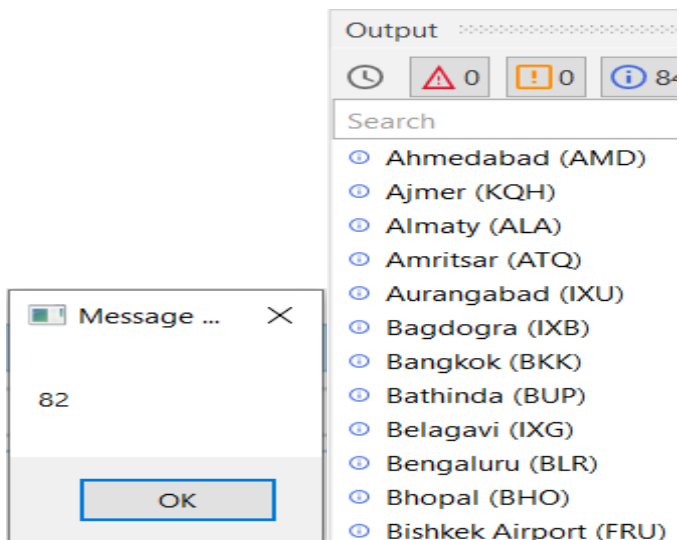 Output
0 0 84
Search
Ahmedabad (AMD)
Ajmer (KQH)
Almaty (ALA)
Amritsar (ATQ)
Aurangabad (IXU)
Bagdogra (IXB)
Bangkok (BKK)
Bathinda (BUP)
Belagavi (IXG)
Bengaluru (BLR)
Bhopal (BHO)
Bishkek Airport (FRU)
Message ...
82
OK